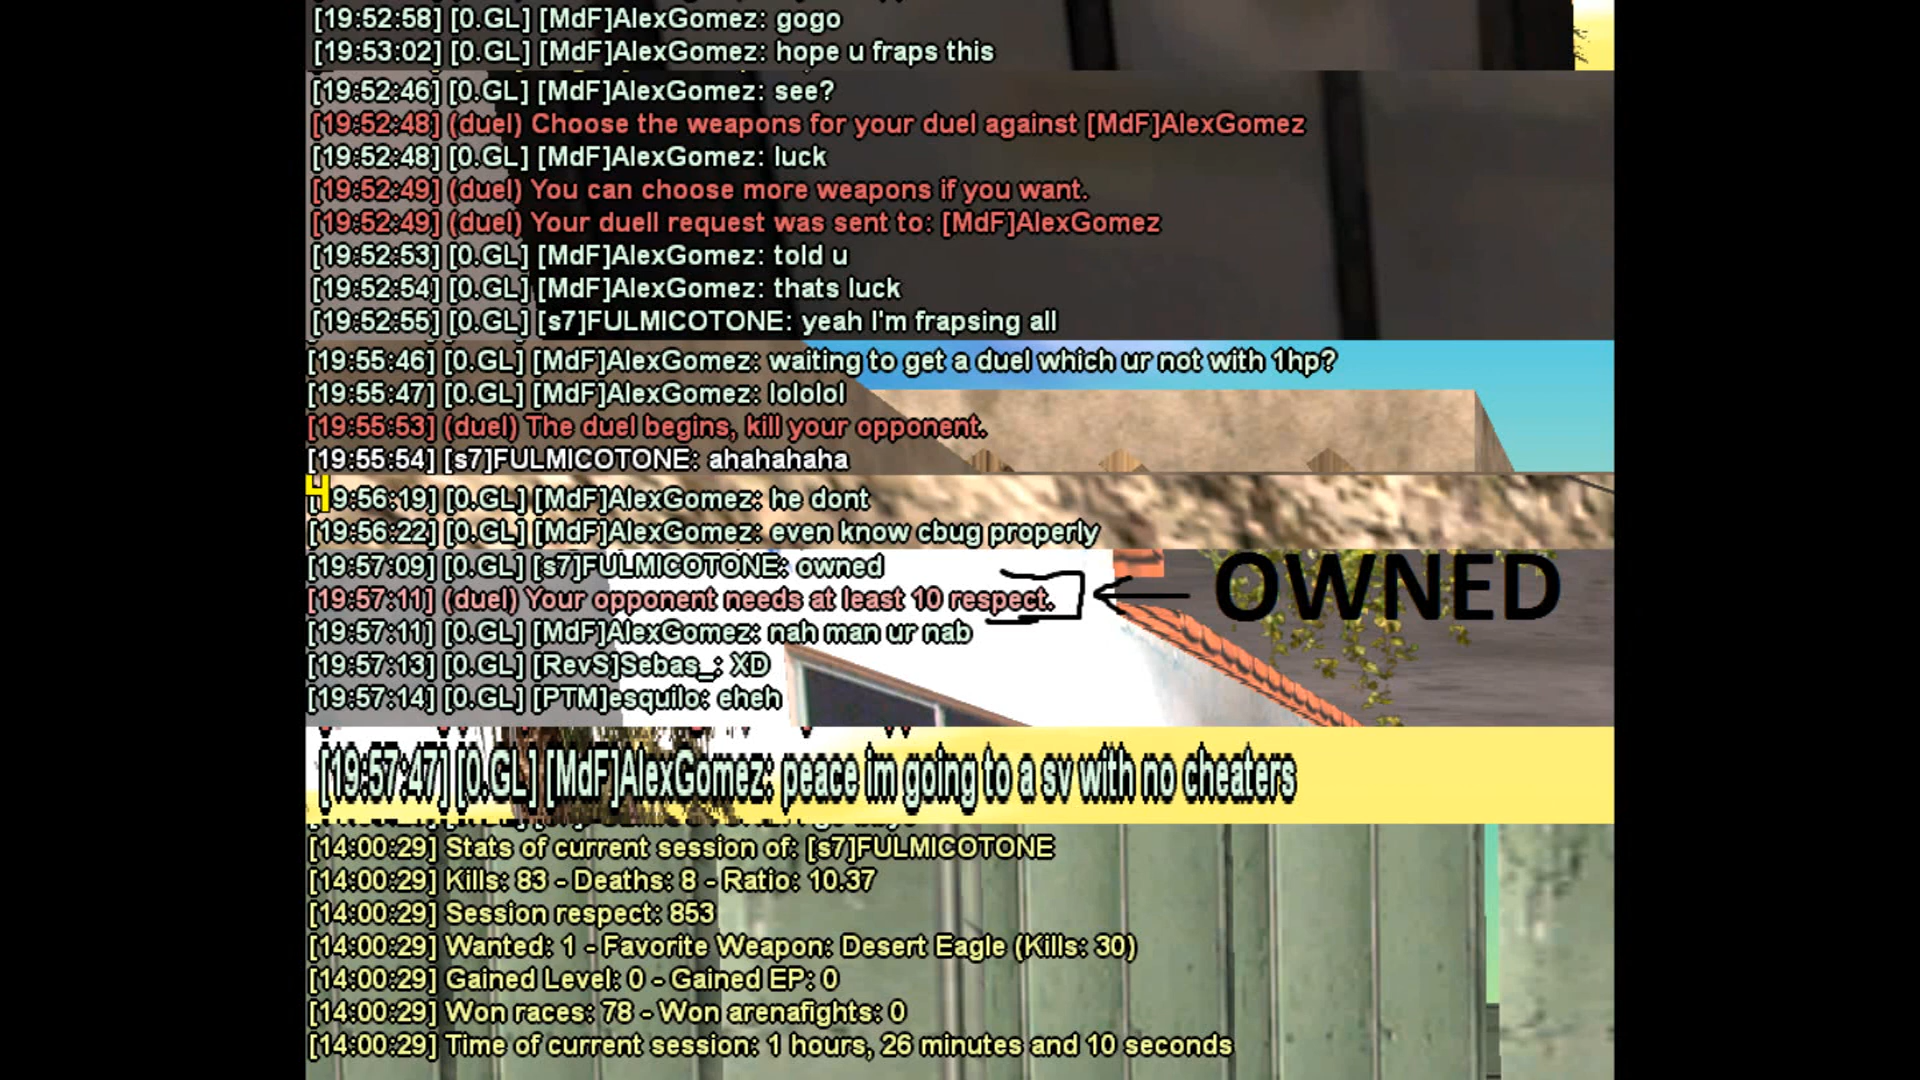 [19:52:58] [0.GL] [MdF]AlexGomez: gogo
[19:53:02] [0.GL] [MdF]AlexGomez: hope u fraps this
[19:52:46] [0.GL] [MdF]AlexGomez: see?
[19:52:48] (duel) Choose the weapons for your duel against [MdF]AlexGomez
[19:52:48] [0.GL] [MdF]AlexGomez: luck
[19:52:49] (duel) You can choose more weapons if you want.
[19:52:49] (duel) Your duell request was sent to: [MdF]AlexGomez
[19:52:53] [0.GL] [MdF]AlexGomez: told u
[19:52:54] [0.GL] [MdF]AlexGomez: thats luck
[19:52:55] [0.GL] [s7]FULMICOTONE: yeah I'm frapsing all
[19:55:46] [0.GL] [MdF]AlexGomez: waiting to get a duel which ur not with 1hp?
[19:55:47] [0.GL] [MdF]AlexGomez: lololol
[19:55:53] (duel) The duel begins, kill your opponent.
[19:55:54] [s7]FULMICOTONE: ahahahaha
9:56:19] [0.GL] [MdF]AlexGomez: he dont
[19:56:22] [0.GL] [MdF]AlexGomez: even know cbug properly
[19:57:09] [0.GL] [s7]FULMICOTONE: owned
[19:57:11] (duel) Your opponent needs at least 10 respect.
OWNED
[19:57:11] [0.GL] [MdF]AlexGomez: nah man ur nab
[19:57:13] [0.GL] [RevS]Sebas_: XD
[19:57:14] [0.GL] [PTM]esquilo: eheh
[19:57:47] [0.GL] [MdF]AlexGomez: peace im going to a sv with no cheaters
[14:00:29] Stats of current session of: [s7]FULMICOTONE
[14:00:29] Kills: 83 - Deaths: 8 - Ratio: 10.37
[14:00:29] Session respect: 853
[14:00:29] Wanted: 1 - Favorite Weapon: Desert Eagle (Kills: 30)
[14:00:29] Gained Level: 0 - Gained EP: 0
[14:00:29] Won races: 78 - Won arenafights: 0
[14:00:29] Time of current session: 1 hours, 26 minutes and 10 seconds